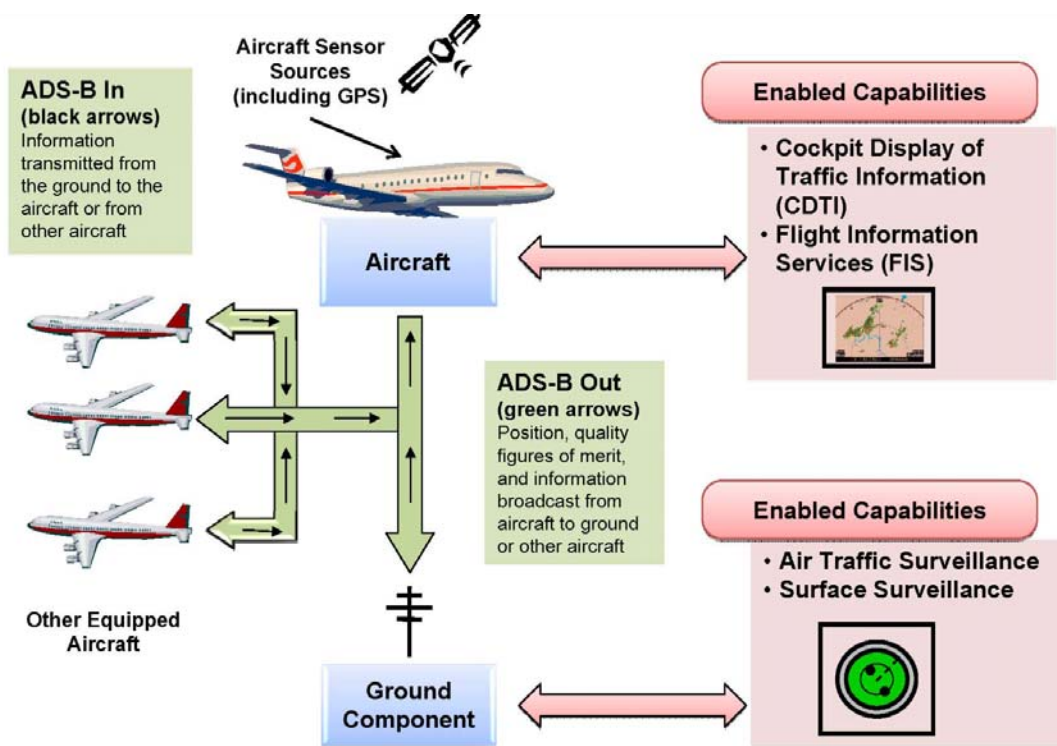 Aircraft Sensor
Sources
(including GPS)
ADS-B In
(black arrows)
Information
transmitted from
the ground to the
aircraft or from
other aircraft
Aircraft
Enabled Capabilities
• Cockpit Display of
Traffic Information
(CDTI)
• Flight Information
Services (FIS)
ADS-B Out
(green arrows)
Position, quality
figures of merit,
and information
broadcast from
aircraft to ground
or other aircraft
Other Equipped
Aircraft
Ground
Component
Enabled Capabilities
• Air Traffic Surveillance
• Surface Surveillance